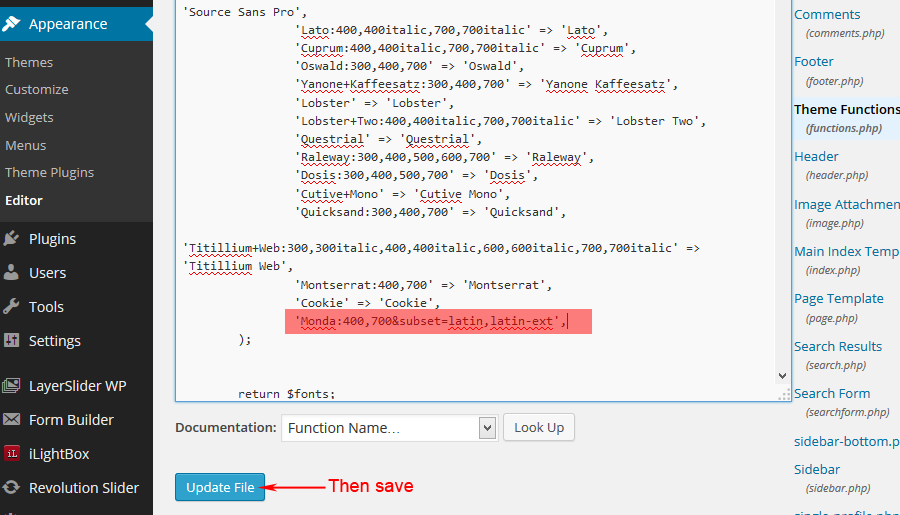 Appearance
Themes
Customize
Widgets
Menus
Theme Plugins
Editor
Plugins
Users
Tools
Settings
LayerSlider WP
Form Builder
iL
iLightBox
Revolution Slider
'Source Sans Pro',
'Lato:400,400italic,700,700italic' => 'Lato',
'Cuprum:400,400italic,700,700italic' => 'Cuprum',
'Oswald:300,400,700' => 'Oswald',
'Yanone+Kaffeesatz:300,400,700' => 'Yanone Kaffeesatz',
'Lobster' => 'Lobster',
'Lobster+Two:400,400italic,700,700italic' => 'Lobster Two',
'Questrial' => 'Questrial',
'Raleway:300,400,500,600,700' => 'Raleway',
'Dosis:300,400,500,700' => 'Dosis',
'Cutive+Mono' => 'Cutive Mono',
'Quicksand:300,400,700' => 'Quicksand',
'Titillium+Web:300,300italic,400,400italic,600,600italic,700,700italic' =>
'Titillium Web',
'Montserrat:400,700' => 'Montserrat',
'Cookie' => 'Cookie',
'Monda:400,700&subset=latin,latin-ext',
);
return $fonts;
Documentation: Function Name... Look Up
Update File Then save
Comments
(comments.php)
Footer
(footer.php)
Theme Functions
(functions.php)
Header
(header.php)
Image Attachmen
(image.php)
Main Index Temp
(index.php)
Page Template
(page.php)
Search Results
(search.php)
Search Form
(searchform.php)
sidebar-bottom.p
Sidebar
(sidebar.php)
single-profile.php